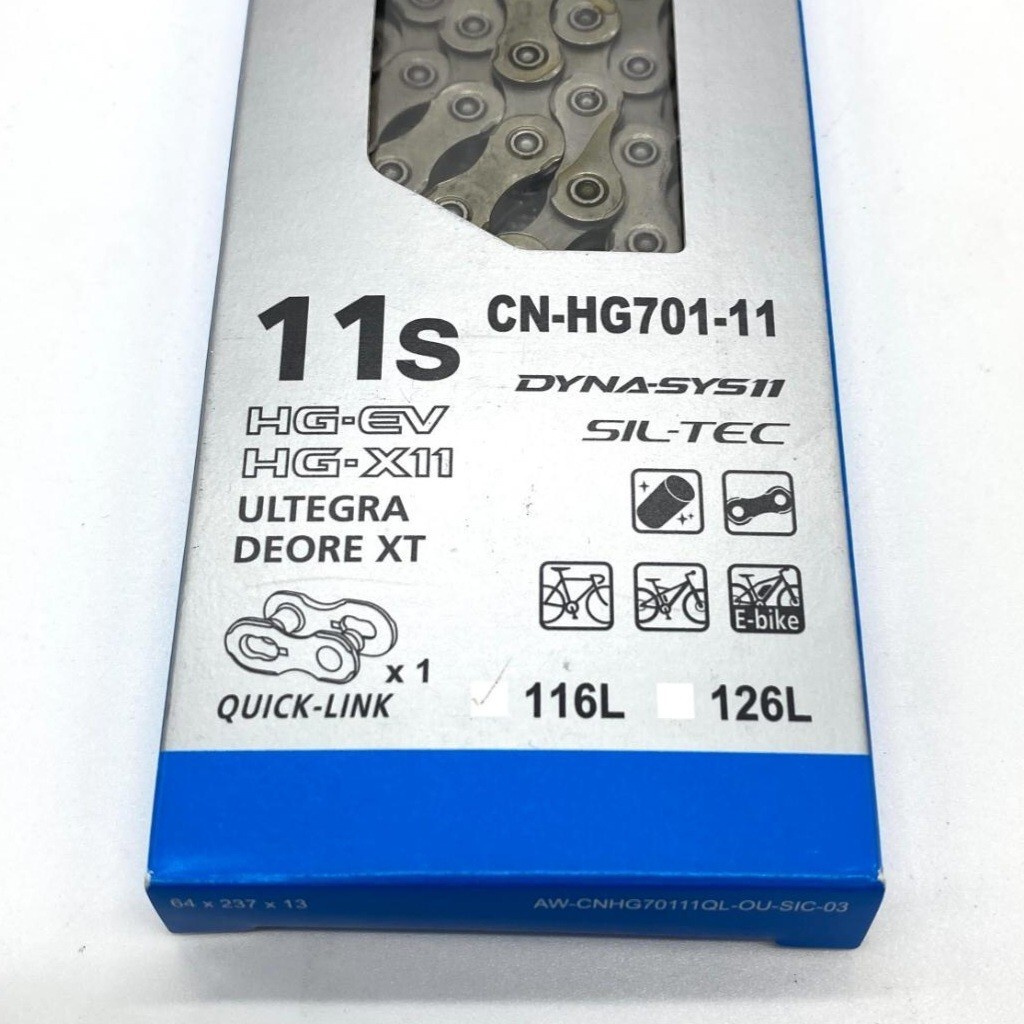 11s
CN-HG701-11
DYNA-SYS11
SIL-TEC
HG-EV
HG-X11
ULTEGRA
DEORE XT
E-bike
x 1
QUICK-LINK
116L
126L
64 x 237 x 13
AW-CNHG70111QL-OU-SIC-03